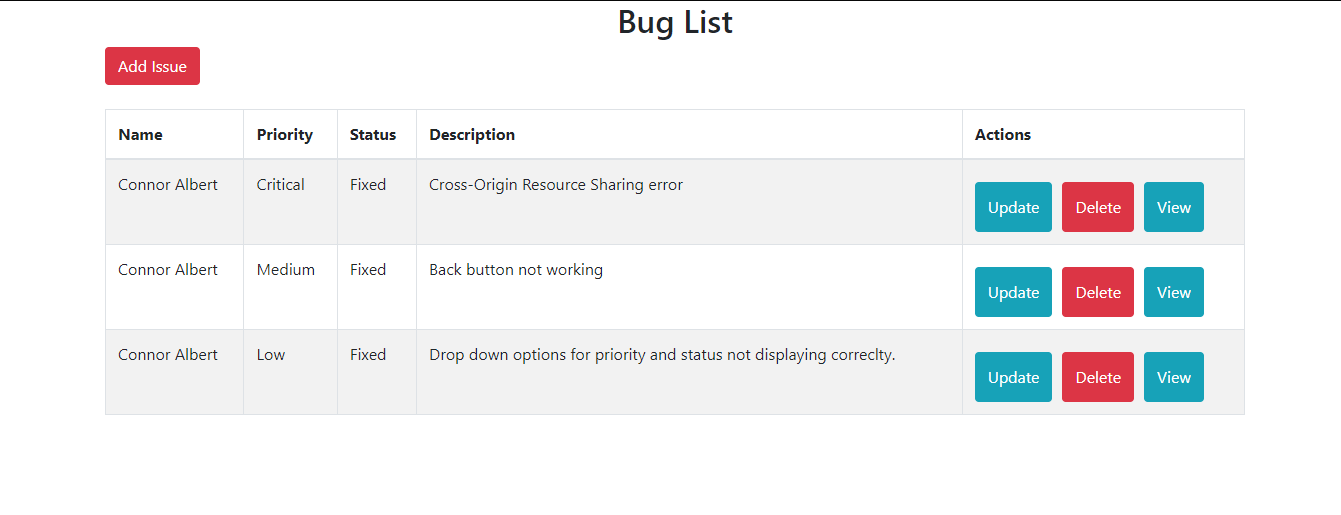 Bug List
Add Issue
Name Priority Status Description Actions
Connor Albert Critical Fixed Cross-Origin Resource Sharing error Update Delete View
Connor Albert Medium Fixed Back button not working Update Delete View
Connor Albert Low Fixed Drop down options for priority and status not displaying correclty. Update Delete View